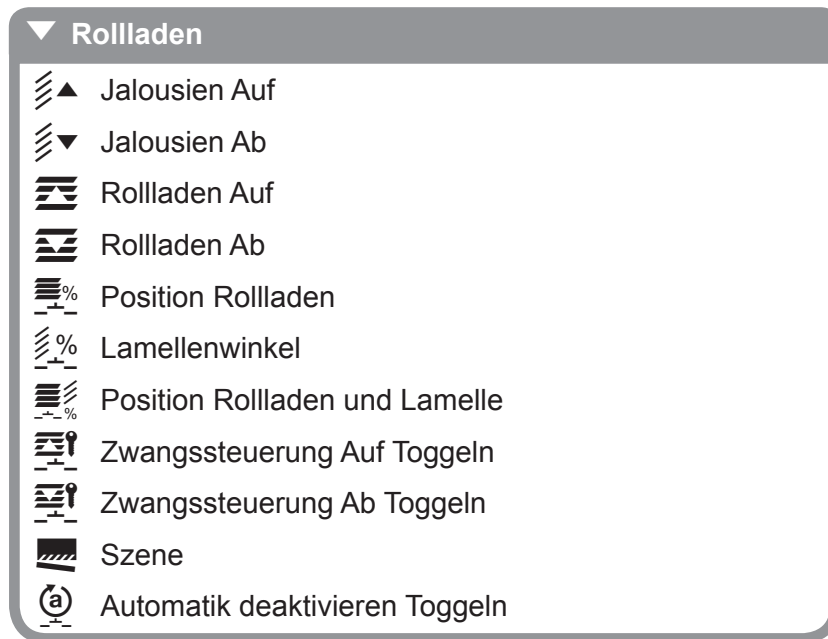 Rollladen
Jalousien Auf
Jalousien Ab
Rollladen Auf
Rollladen Ab
% Position Rollladen
% Lamellenwinkel
% Position Rollladen und Lamelle
Zwangssteuerung Auf Toggeln
Zwangssteuerung Ab Toggeln
Szene
a Automatik deaktivieren Toggeln